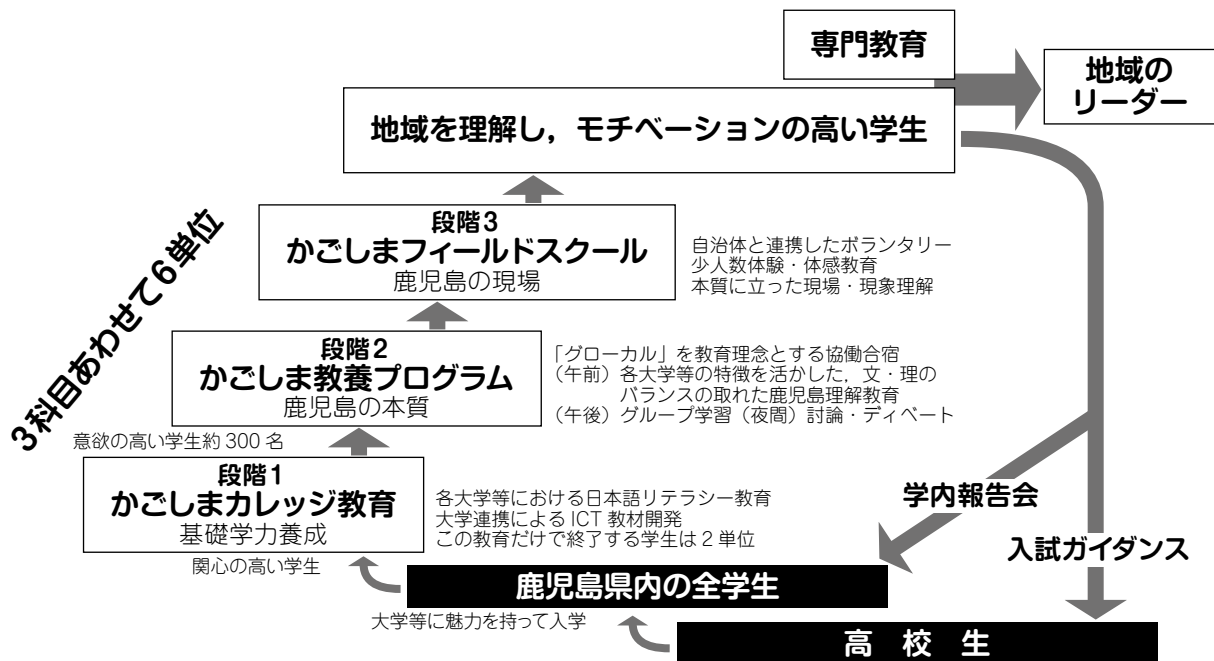 専門教育
地域の
リーダー
地域を理解し，モチベーションの高い学生
3科目あわせて6単位
段階3
かごしまフィールドスクール
鹿児島の現場
自治体と連携したボランタリー
少人数体験・体感教育
本質に立った現場・現象理解
段階2
かごしま教養プログラム
鹿児島の本質
「グローカル」を教育理念とする協働合宿
（午前）各大学等の特徴を活かした，文・理の
バランスの取れた鹿児島理解教育
（午後）グループ学習（夜間）討論・ディベート
意欲の高い学生約 300 名
段階1
かごしまカレッジ教育
基礎学力養成
各大学等における日本語リテラシー教育
大学連携による ICT 教材開発
この教育だけで終了する学生は 2 単位
関心の高い学生
学内報告会
入試ガイダンス
鹿児島県内の全学生
大学等に魅力を持って入学
高 校 生